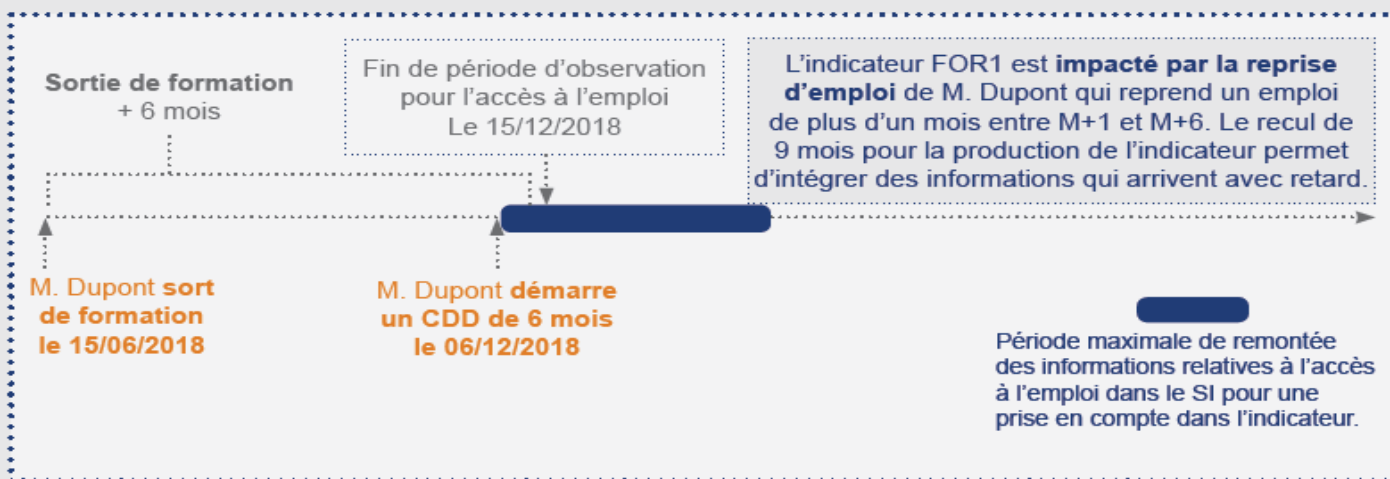 Sortie de formation
+ 6 mois
Fin de période d'observation
pour l'accès à l'emploi
Le 15/12/2018
L'indicateur FOR1 est impacté par la reprise
d'emploi de M. Dupont qui reprend un emploi
de plus d'un mois entre M+1 et M+6. Le recul de
9 mois pour la production de l'indicateur permet
d'intégrer des informations qui arrivent avec retard.
M. Dupont sort
de formation
le 15/06/2018
M. Dupont démarre
un CDD de 6 mois
le 06/12/2018
Période maximale de remontée
des informations relatives à l'accès
à l'emploi dans le SI pour une
prise en compte dans l'indicateur.